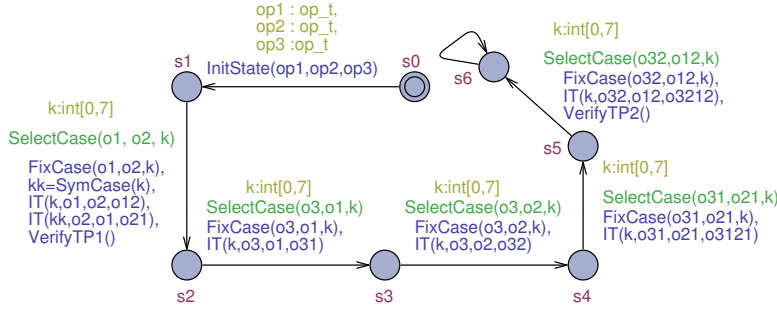 op1 : op_t,
op2 : op_t,
op3 :op_t
s1
s0
InitState(op1,op2,op3)
k:int[0,7]
SelectCase(o1, o2, k)
FixCase(o1,o2,k),
kk=SymCase(k),
IT(k,o1,o2,o12),
IT(kk,o2,o1,o21),
VerifyTP1()
s2
k:int[0,7]
SelectCase(o3,o1,k)
FixCase(o3,o1,k),
IT(k,o3,o1,o31)
s3
k:int[0,7]
SelectCase(o3,o2,k)
FixCase(o3,o2,k),
IT(k,o3,o2,o32)
s4
k:int[0,7]
SelectCase(o31,o21,k)
FixCase(o31,o21,k),
IT(k,o31,o21,o3121)
s5
k:int[0,7]
SelectCase(o32,o12,k)
FixCase(o32,o12,k),
IT(k,o32,o12,o3212),
VerifyTP2()
s6